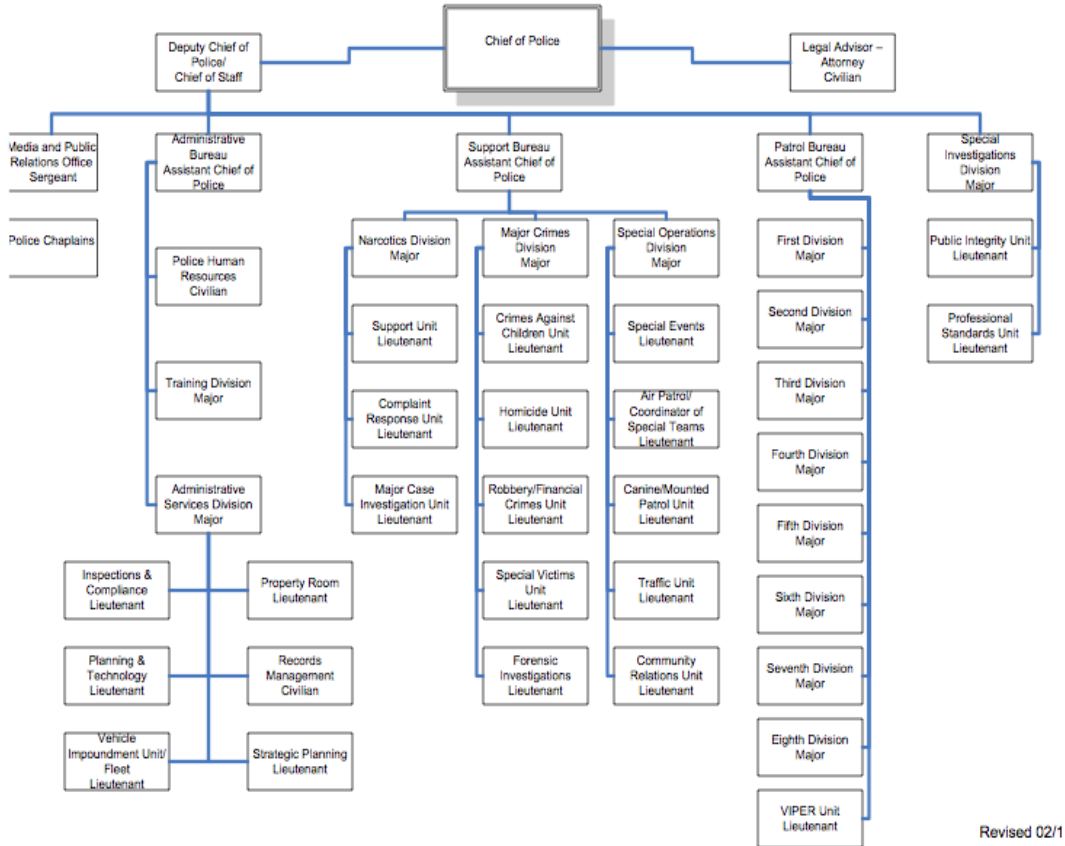 Chief of Police
Deputy Chief of
Police/
Chief of Staff
Legal Advisor –
Attorney
Civilian
Media and Public
Relations Office
Sergeant
Administrative
Bureau
Assistant Chief of
Police
Support Bureau
Assistant Chief of
Police
Patrol Bureau
Assistant Chief of
Police
Special
Investigations
Division
Major
Police Chaplains
Police Human
Resources
Civilian
Training Division
Major
Administrative
Services Division
Major
Inspections &
Compliance
Lieutenant
Property Room
Lieutenant
Planning &
Technology
Lieutenant
Records
Management
Civilian
Vehicle
Impoundment Unit/
Fleet
Lieutenant
Strategic Planning
Lieutenant
Narcotics Division
Major
Support Unit
Lieutenant
Complaint
Response Unit
Lieutenant
Major Case
Investigation Unit
Lieutenant
Major Crimes
Division
Major
Crimes Against
Children Unit
Lieutenant
Homicide Unit
Lieutenant
Robbery/Financial
Crimes Unit
Lieutenant
Special Victims
Unit
Lieutenant
Forensic
Investigations
Lieutenant
Special Operations
Division
Major
Special Events
Lieutenant
Air Patrol/
Coordinator of
Special Teams
Lieutenant
Canine/Mounted
Patrol Unit
Lieutenant
Traffic Unit
Lieutenant
Community
Relations Unit
Lieutenant
First Division
Major
Second Division
Major
Third Division
Major
Fourth Division
Major
Fifth Division
Major
Sixth Division
Major
Seventh Division
Major
Eighth Division
Major
VIPER Unit
Lieutenant
Public Integrity Unit
Lieutenant
Professional
Standards Unit
Lieutenant
Revised 02/1